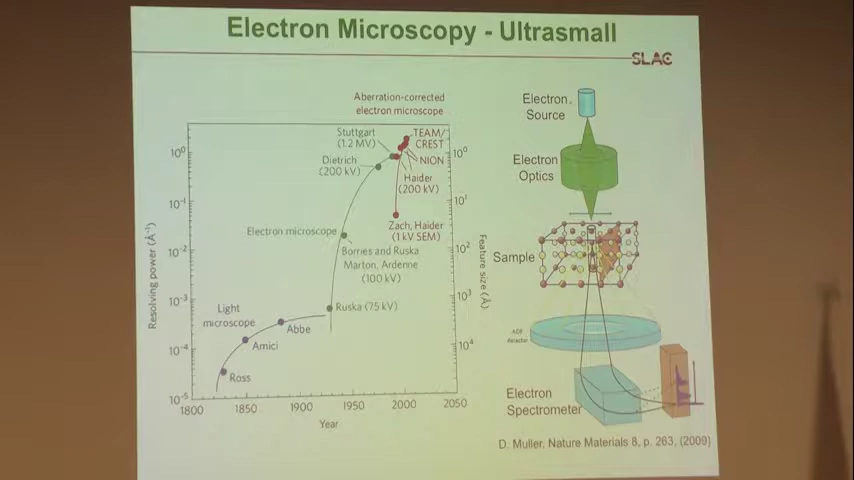 Electron Microscopy - Ultrasmall
SLAC
Aberration-corrected
electron microscope
Stuttgart
(1.2 MV)
TEAM/
CREST
Dietrich
(200 kV)
NION
Haider
(200 kV)
Zach, Haider
(1 kV SEM)
Electron microscope
Borries and Ruska
Marton, Ardenne
(100 kV)
Ruska (75 kV)
Light
microscope
Abbe
Amici
Ross
Resolving power (Å⁻¹)
10⁰
10⁻¹
10⁻²
10⁻³
10⁻⁴
10⁻⁵
Feature size (Å)
10⁰
10¹
10²
10³
10⁴
1800
1850
1900
1950
2000
2050
Year
Electron
Source
Electron
Optics
Sample
ADF
detector
Electron
Spectrometer
D. Muller, Nature Materials 8, p. 263, (2009)